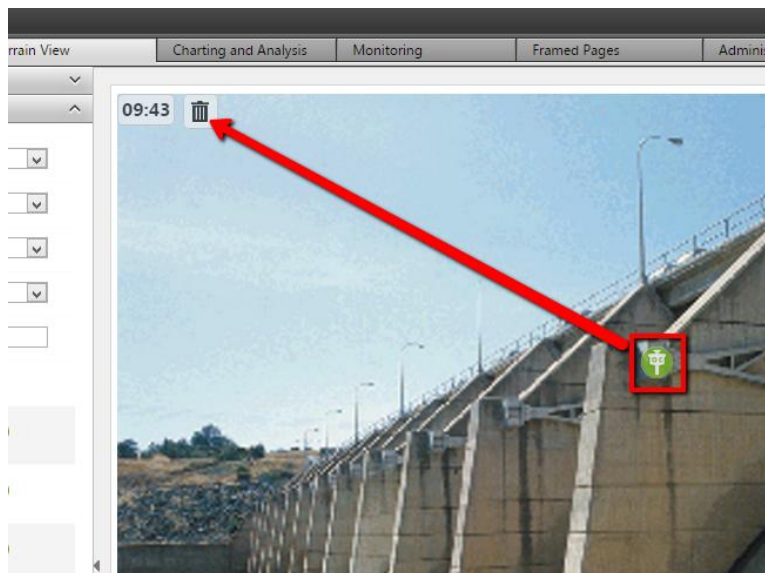 rrain View
Charting and Analysis
Monitoring
Framed Pages
Adminis
09:43